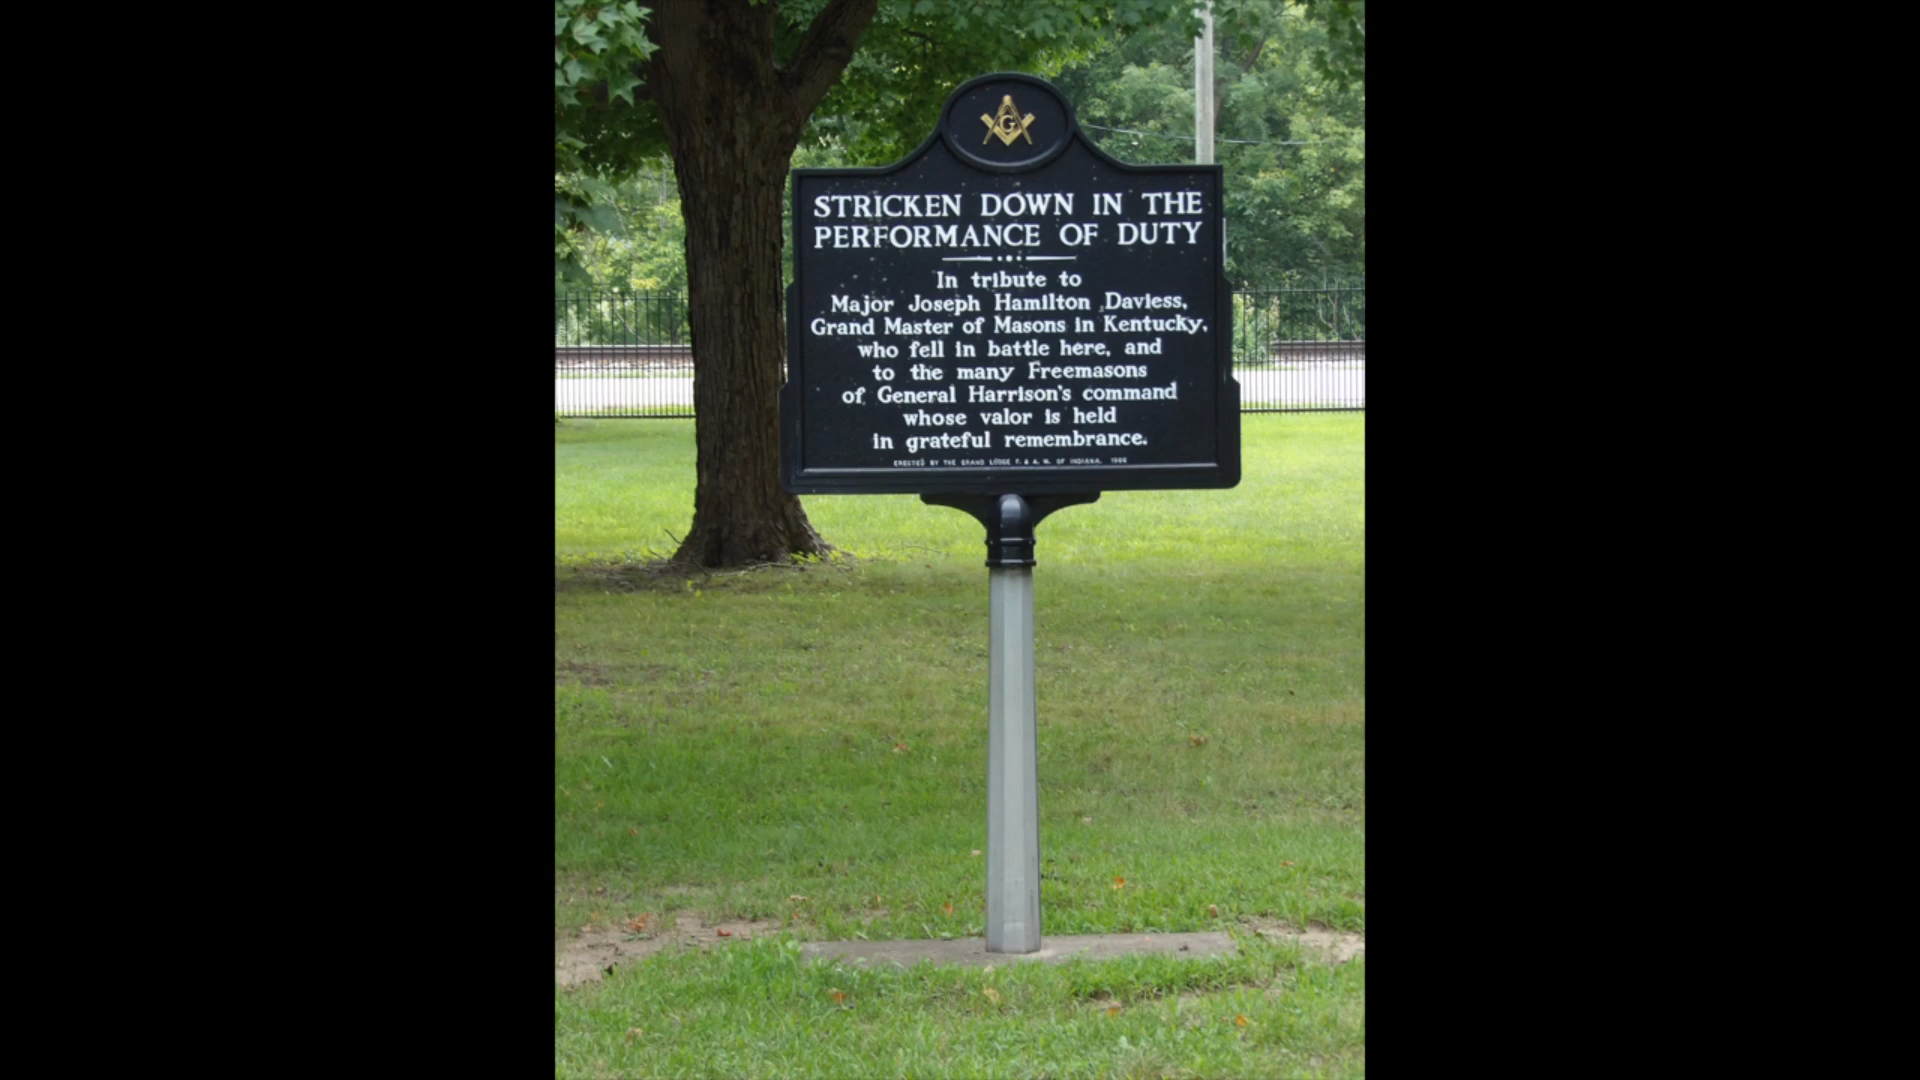 G
STRICKEN DOWN IN THE
PERFORMANCE OF DUTY
In tribute to
Major Joseph Hamilton Daviess,
Grand Master of Masons in Kentucky,
who fell in battle here, and
to the many Freemasons
of General Harrison's command
whose valor is held
in grateful remembrance.
ERECTED BY THE GRAND LODGE F. & A. M. OF INDIANA, 1966